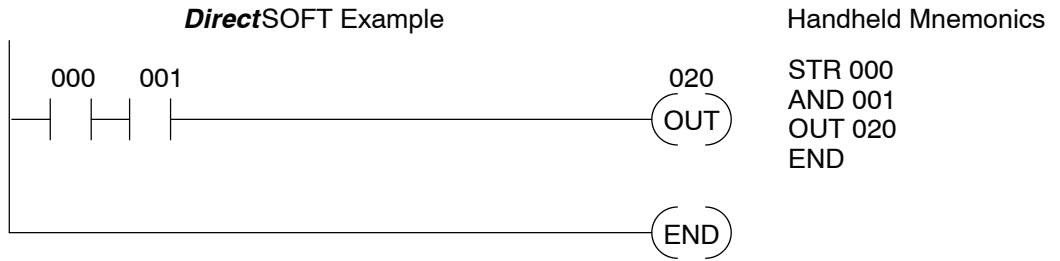 DirectSOFT Example
Handheld Mnemonics
000 001 020
OUT
END
STR 000
AND 001
OUT 020
END